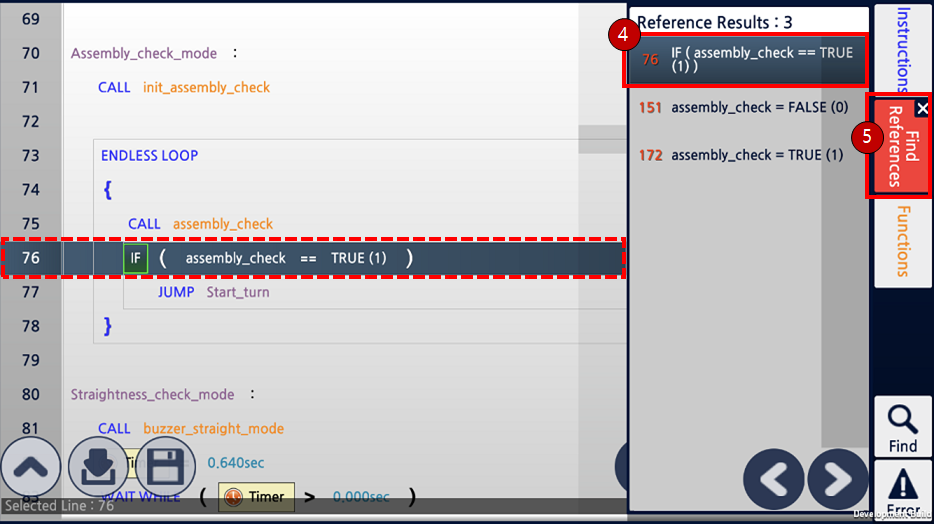 69
70 Assembly_check_mode :
71 CALL init_assembly_check
72
73 ENDLESS LOOP
74 {
75 CALL assembly_check
76 IF ( assembly_check == TRUE (1) )
77 JUMP Start_turn
78 }
79
80 Straightness_check_mode :
81 CALL buzzer_straight_mode
0.640sec
WAIT WHILE ( Timer > 0.000sec )
Selected Line : 76
Reference Results : 3
4
76 IF ( assembly_check == TRUE
(1) )
151 assembly_check = FALSE (0)
172 assembly_check = TRUE (1)
Instructions
5
Find
References
Functions
Find
Error
Development Build